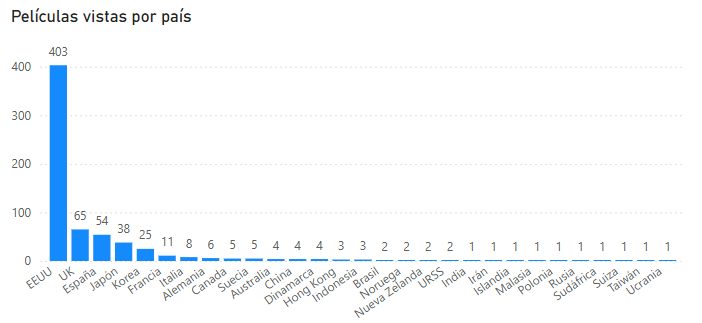 Películas vistas por país
403
400
300
200
100
0
65 54 38 25 11 8 6 5 5 4 4 4 3 3 2 2 2 2 1 1 1 1 1 1 1 1 1 1
EEUU
UK
España
Japón
Korea
Francia
Italia
Alemania
Canada
Suecia
Australia
China
Dinamarca
Hong Kong
Indonesia
Brasil
Noruega
Nueva Zelanda
URSS
India
Irán
Islandia
Malasia
Polonia
Rusia
Sudáfrica
Suiza
Taiwán
Ucrania